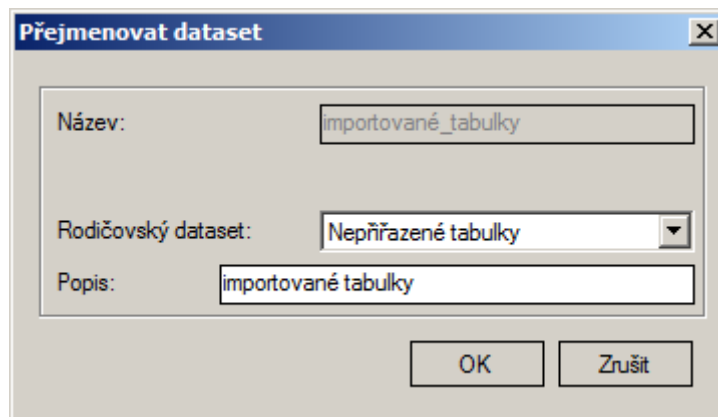 Přejmenovat dataset
Název: importované_tabulky
Rodičovský dataset: Nepřiřazené tabulky
Popis: importované tabulky
OK Zrušit